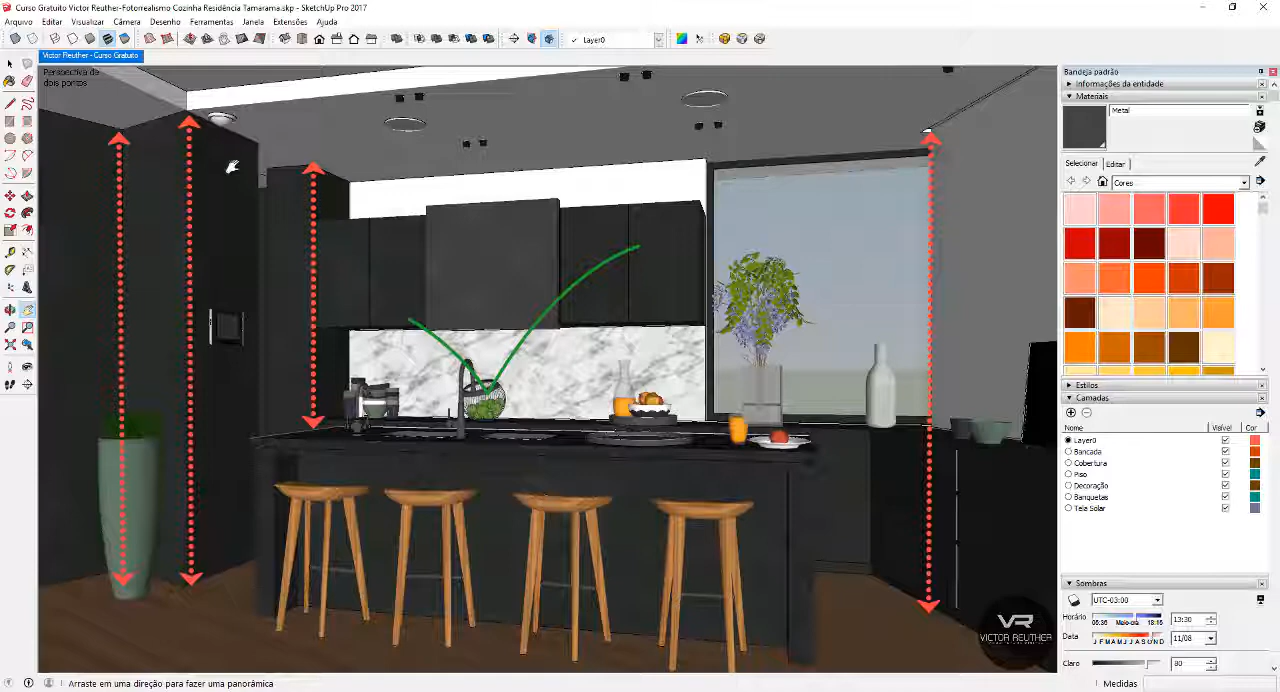 Curso Gratuito Victor Reuther-Fotorrealismo Cozinha Residência Tamarama.skp - SketchUp Pro 2017
Arquivo Editar Visualizar Câmera Desenho Ferramentas Janela Extensões Ajuda
Layer0
Victor Reuther - Curso Gratuito
Perspectiva de
dois pontos
Bandeja padrão
Informações da entidade
Materiais
Metal
Selecionar Editar
Cores
Estilos
Camadas
Nome Visível Cor
Layer0
Bancada
Cobertura
Piso
Decoração
Banquetas
Tela Solar
Sombras
UTC-03:00
Horário 05:36 Meio-dia 18:16 13:30
Data J F M A M J J A S O N D 11/08
Claro 80
VR
VICTOR REUTHER
Arraste em uma direção para fazer uma panorâmica
Medidas